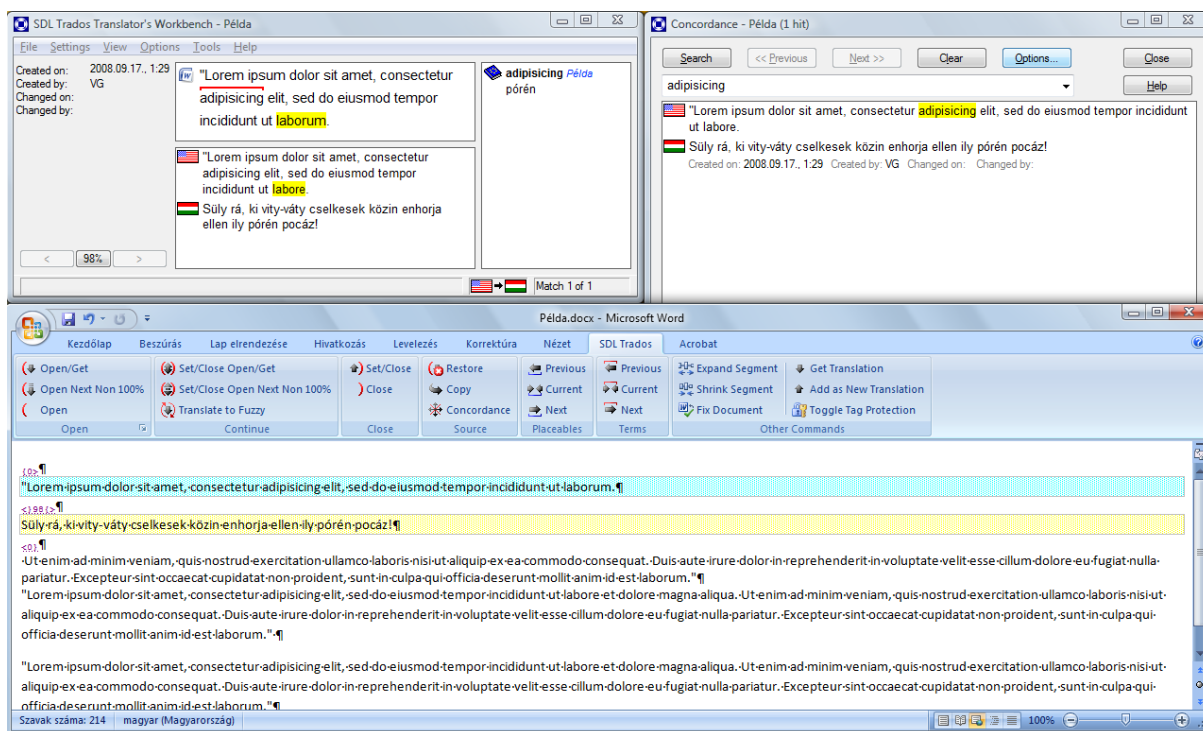 SDL Trados Translator's Workbench - Példa
File Settings View Options Tools Help
Created on: 2008.09.17., 1:29
Created by: VG
Changed on:
Changed by:
"Lorem ipsum dolor sit amet, consectetur
adipisicing elit, sed do eiusmod tempor
incididunt ut laborum.
"Lorem ipsum dolor sit amet, consectetur
adipisicing elit, sed do eiusmod tempor
incididunt ut labore.
Süly rá, ki vity-váty cselkesek közin enhorja
ellen ily pórén pocáz!
adipisicing Példa
pórén
< 98% >
Match 1 of 1
Concordance - Példa (1 hit)
Search << Previous Next >> Clear Options... Close
adipisicing Help
"Lorem ipsum dolor sit amet, consectetur adipisicing elit, sed do eiusmod tempor incididunt
ut labore.
Süly rá, ki vity-váty cselkesek közin enhorja ellen ily pórén pocáz!
Created on: 2008.09.17., 1:29 Created by: VG Changed on: Changed by:
Példa.docx - Microsoft Word
Kezdőlap Beszúrás Lap elrendezése Hivatkozás Levelezés Korrektúra Nézet SDL Trados Acrobat
Open/Get Set/Close Open/Get Set/Close Restore Previous Previous Expand Segment Get Translation
Open Next Non 100% Set/Close Open Next Non 100% Close Copy Current Current Shrink Segment Add as New Translation
Open Translate to Fuzzy Concordance Next Next Fix Document Toggle Tag Protection
Open Continue Close Source Placeables Terms Other Commands
{0>¶
"Lorem·ipsum·dolor·sit·amet,·consectetur·adipisicing·elit,·sed·do·eiusmod·tempor·incididunt·ut·laborum.¶
<}98{>¶
Süly·rá,·ki·vity-váty·cselkesek·közin·enhorja·ellen·ily·pórén·pocáz!¶
<0}¶
·Ut·enim·ad·minim·veniam,·quis·nostrud·exercitation·ullamco·laboris·nisi·ut·aliquip·ex·ea·commodo·consequat.·Duis·aute·irure·dolor·in·reprehenderit·in·voluptate·velit·esse·cillum·dolore·eu·fugiat·nulla·
pariatur.·Excepteur·sint·occaecat·cupidatat·non·proident,·sunt·in·culpa·qui·officia·deserunt·mollit·anim·id·est·laborum."¶
"Lorem·ipsum·dolor·sit·amet,·consectetur·adipisicing·elit,·sed·do·eiusmod·tempor·incididunt·ut·labore·et·dolore·magna·aliqua.·Ut·enim·ad·minim·veniam,·quis·nostrud·exercitation·ullamco·laboris·nisi·ut·
aliquip·ex·ea·commodo·consequat.·Duis·aute·irure·dolor·in·reprehenderit·in·voluptate·velit·esse·cillum·dolore·eu·fugiat·nulla·pariatur.·Excepteur·sint·occaecat·cupidatat·non·proident,·sunt·in·culpa·qui·
officia·deserunt·mollit·anim·id·est·laborum."·¶
"Lorem·ipsum·dolor·sit·amet,·consectetur·adipisicing·elit,·sed·do·eiusmod·tempor·incididunt·ut·labore·et·dolore·magna·aliqua.·Ut·enim·ad·minim·veniam,·quis·nostrud·exercitation·ullamco·laboris·nisi·ut·
aliquip·ex·ea·commodo·consequat.·Duis·aute·irure·dolor·in·reprehenderit·in·voluptate·velit·esse·cillum·dolore·eu·fugiat·nulla·pariatur.·Excepteur·sint·occaecat·cupidatat·non·proident,·sunt·in·culpa·qui·
officia·deserunt·mollit·anim·id·est·laborum."¶
Szavak száma: 214 magyar (Magyarország) 100%